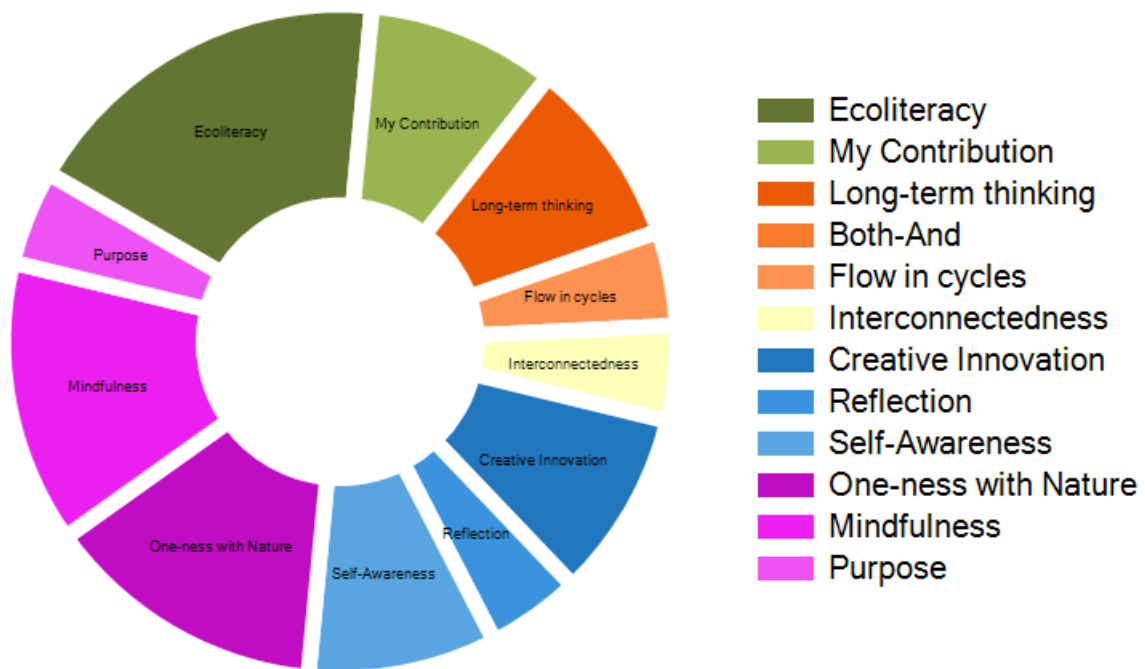 Ecoliteracy
My Contribution
Long-term thinking
Flow in cycles
Interconnectedness
Creative Innovation
Reflection
Self-Awareness
One-ness with Nature
Mindfulness
Purpose
Ecoliteracy
My Contribution
Long-term thinking
Both-And
Flow in cycles
Interconnectedness
Creative Innovation
Reflection
Self-Awareness
One-ness with Nature
Mindfulness
Purpose